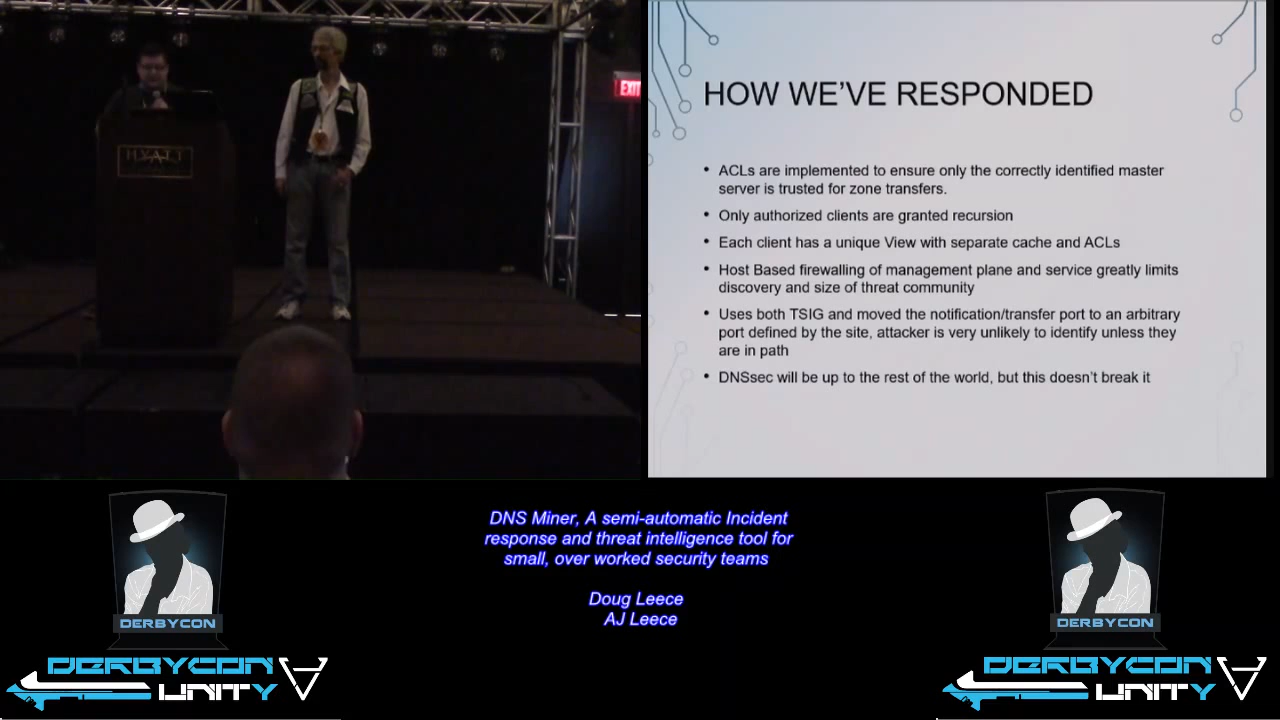 HYATT
EXIT
HOW WE'VE RESPONDED
• ACLs are implemented to ensure only the correctly identified master
server is trusted for zone transfers.
• Only authorized clients are granted recursion
• Each client has a unique View with separate cache and ACLs
• Host Based firewalling of management plane and service greatly limits
discovery and size of threat community
• Uses both TSIG and moved the notification/transfer port to an arbitrary
port defined by the site, attacker is very unlikely to identify unless they
are in path
• DNSsec will be up to the rest of the world, but this doesn't break it
DNS Miner, A semi-automatic Incident
response and threat intelligence tool for
small, over worked security teams
Doug Leece
AJ Leece
DERBYCON
DERBYCON
UNITY
DERBYCON
DERBYCON
UNITY